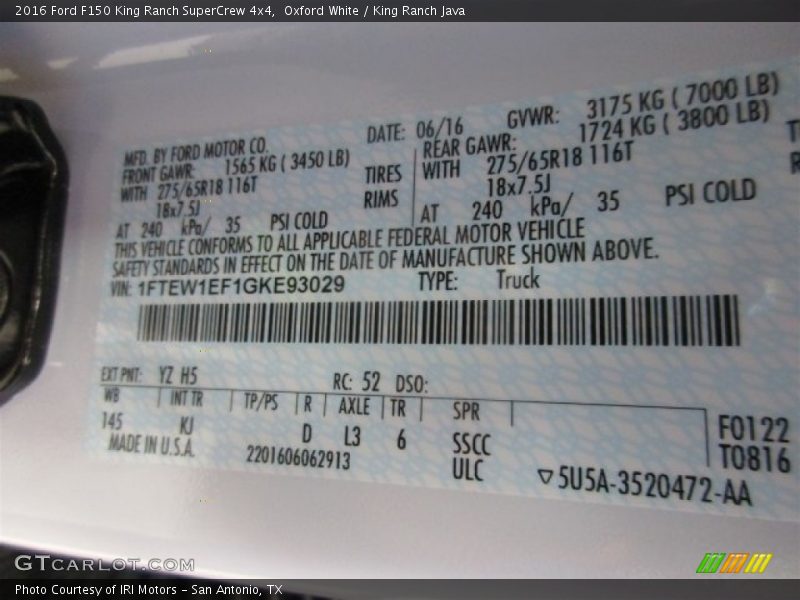 2016 Ford F150 King Ranch SuperCrew 4x4,  Oxford White / King Ranch Java
MFD. BY FORD MOTOR CO. DATE: 06/16 GVWR: 3175 KG ( 7000 LB)
FRONT GAWR: 1565 KG ( 3450 LB) REAR GAWR: 1724 KG ( 3800 LB)
WITH 275/65R18 116T TIRES WITH 275/65R18 116T
18x7.5J RIMS 18x7.5J
AT 240 kPa/ 35 PSI COLD AT 240 kPa/ 35 PSI COLD
THIS VEHICLE CONFORMS TO ALL APPLICABLE FEDERAL MOTOR VEHICLE
SAFETY STANDARDS IN EFFECT ON THE DATE OF MANUFACTURE SHOWN ABOVE.
VIN: 1FTEW1EF1GKE93029 TYPE: Truck
EXT PNT: YZ H5 RC: 52 DSO:
WB INT TR TP/PS R AXLE TR SPR
145 KJ D L3 6 SSCC F0122
MADE IN U.S.A. 2201606062913 ULC T0816
5U5A-3520472-AA
GTCARLOT.COM
Photo Courtesy of IRI Motors - San Antonio, TX